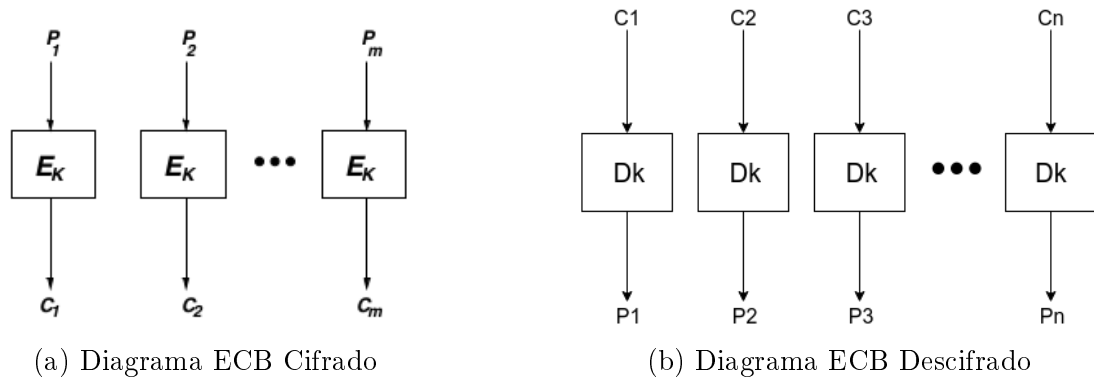 P1 P2 Pm
EK EK ••• EK
C1 C2 Cm
(a) Diagrama ECB Cifrado
C1 C2 C3 Cn
Dk Dk Dk ••• Dk
P1 P2 P3 Pn
(b) Diagrama ECB Descifrado